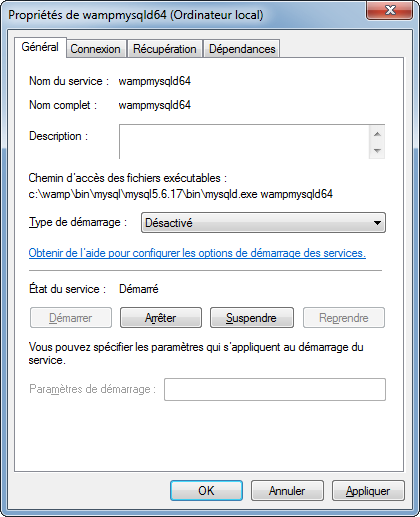 Propriétés de wampmysqld64 (Ordinateur local)
Général Connexion Récupération Dépendances
Nom du service : wampmysqld64
Nom complet : wampmysqld64
Description :
Chemin d'accès des fichiers exécutables :
c:\wamp\bin\mysql\mysql5.6.17\bin\mysqld.exe wampmysqld64
Type de démarrage : Désactivé
Obtenir de l'aide pour configurer les options de démarrage des services.
État du service : Démarré
Démarrer Arrêter Suspendre Reprendre
Vous pouvez spécifier les paramètres qui s'appliquent au démarrage du
service.
Paramètres de démarrage :
OK Annuler Appliquer